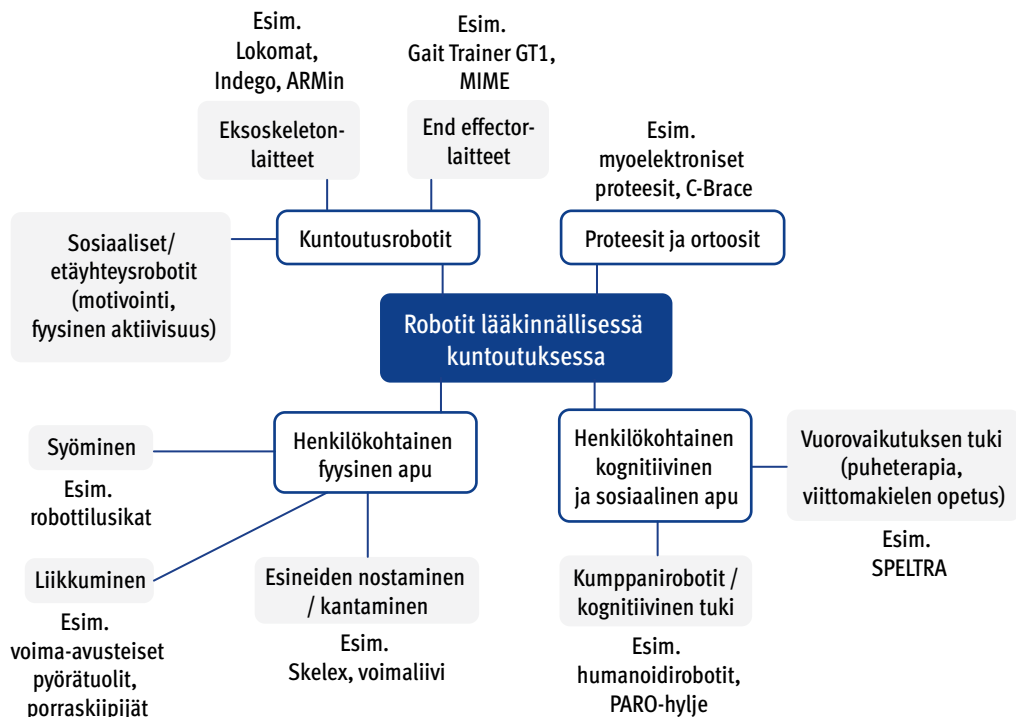 Esim.
Lokomat,
Indego, ARMin
Eksoskeleton-
laitteet
Esim.
Gait Trainer GT1,
MIME
End effector-
laitteet
Esim.
myoelektroniset
proteesit, C-Brace
Sosiaaliset/
etäyhteysrobotit
(motivointi,
fyysinen aktiivisuus)
Kuntoutusrobotit
Proteesit ja ortoosit
Robotit lääkinnällisessä
kuntoutuksessa
Syöminen
Esim.
robottilusikat
Henkilökohtainen
fyysinen apu
Henkilökohtainen
kognitiivinen
ja sosiaalinen apu
Vuorovaikutuksen tuki
(puheterapia,
viittomakielen opetus)
Esim.
SPELTRA
Liikkuminen
Esim.
voima-avusteiset
pyörätuolit,
porraskiipijät
Esineiden nostaminen
/ kantaminen
Esim.
Skelex, voimaliivi
Kumppanirobotit /
kognitiivinen tuki
Esim.
humanoidirobotit,
PARO-hylje